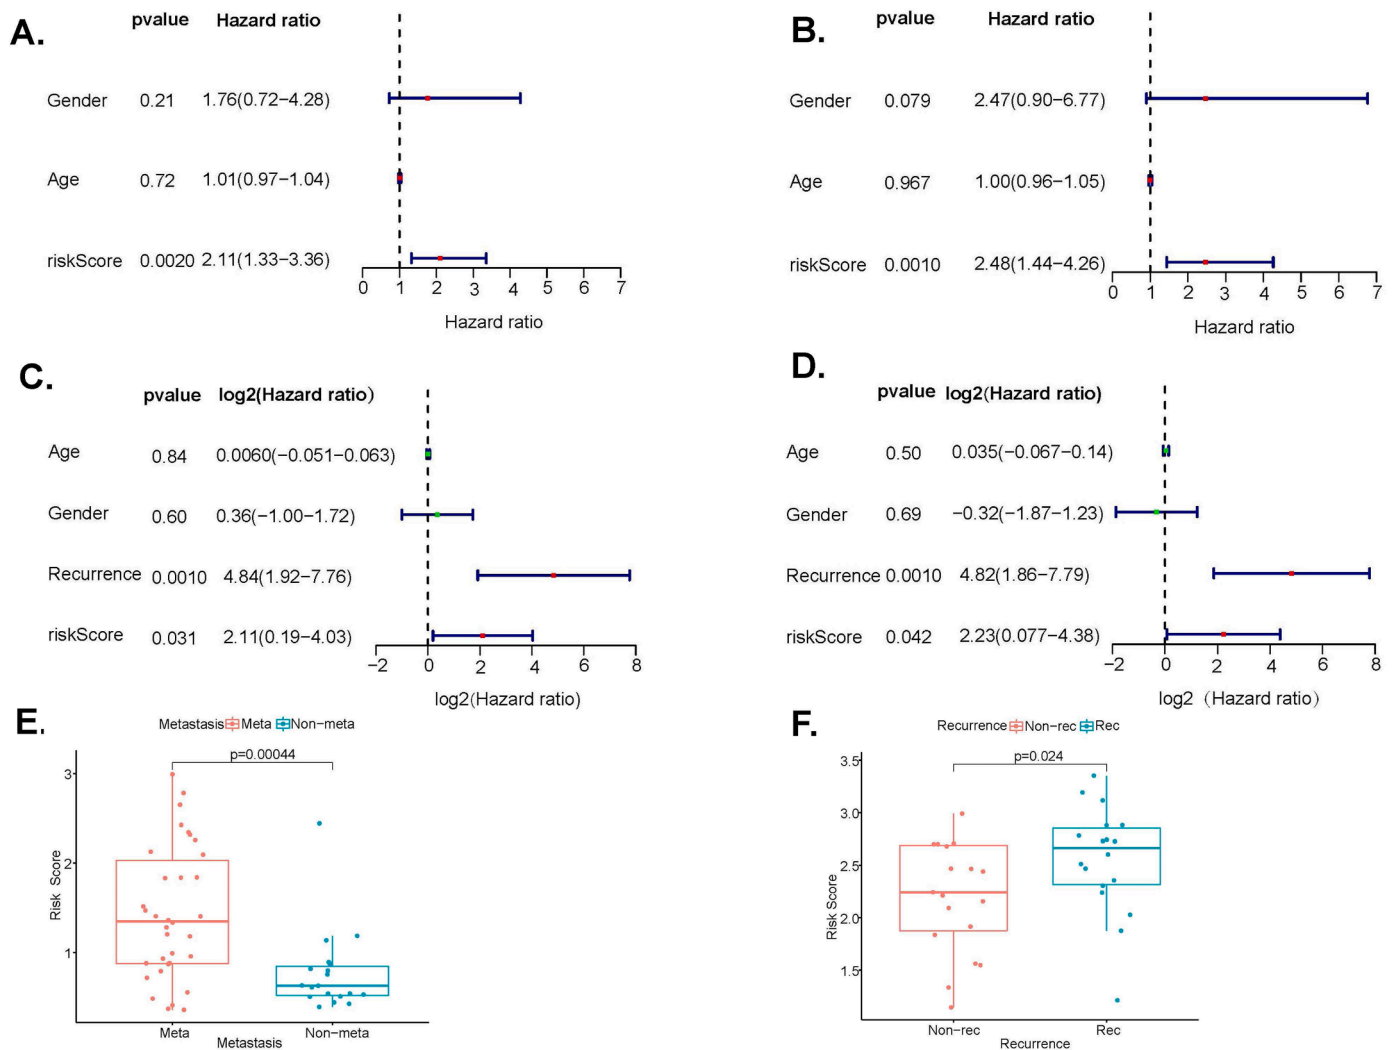 A.
pvalue Hazard ratio
Gender 0.21 1.76(0.72−4.28)
Age 0.72 1.01(0.97−1.04)
riskScore 0.0020 2.11(1.33−3.36)
0 1 2 3 4 5 6 7
Hazard ratio
B.
pvalue Hazard ratio
Gender 0.079 2.47(0.90−6.77)
Age 0.967 1.00(0.96−1.05)
riskScore 0.0010 2.48(1.44−4.26)
0 1 2 3 4 5 6 7
Hazard ratio
C.
pvalue log2(Hazard ratio)
Age 0.84 0.0060(−0.051−0.063)
Gender 0.60 0.36(−1.00−1.72)
Recurrence 0.0010 4.84(1.92−7.76)
riskScore 0.031 2.11(0.19−4.03)
−2 0 2 4 6 8
log2(Hazard ratio)
D.
pvalue log2(Hazard ratio)
Age 0.50 0.035(−0.067−0.14)
Gender 0.69 −0.32(−1.87−1.23)
Recurrence 0.0010 4.82(1.86−7.79)
riskScore 0.042 2.23(0.077−4.38)
−2 0 2 4 6 8
log2 (Hazard ratio)
E.
Metastasis Meta Non−meta
p=0.00044
3
2
1
Risk Score
Meta Non−meta
Metastasis
F.
Recurrence Non−rec Rec
p=0.024
3.5
3.0
2.5
2.0
1.5
Risk Score
Non−rec Rec
Recurrence